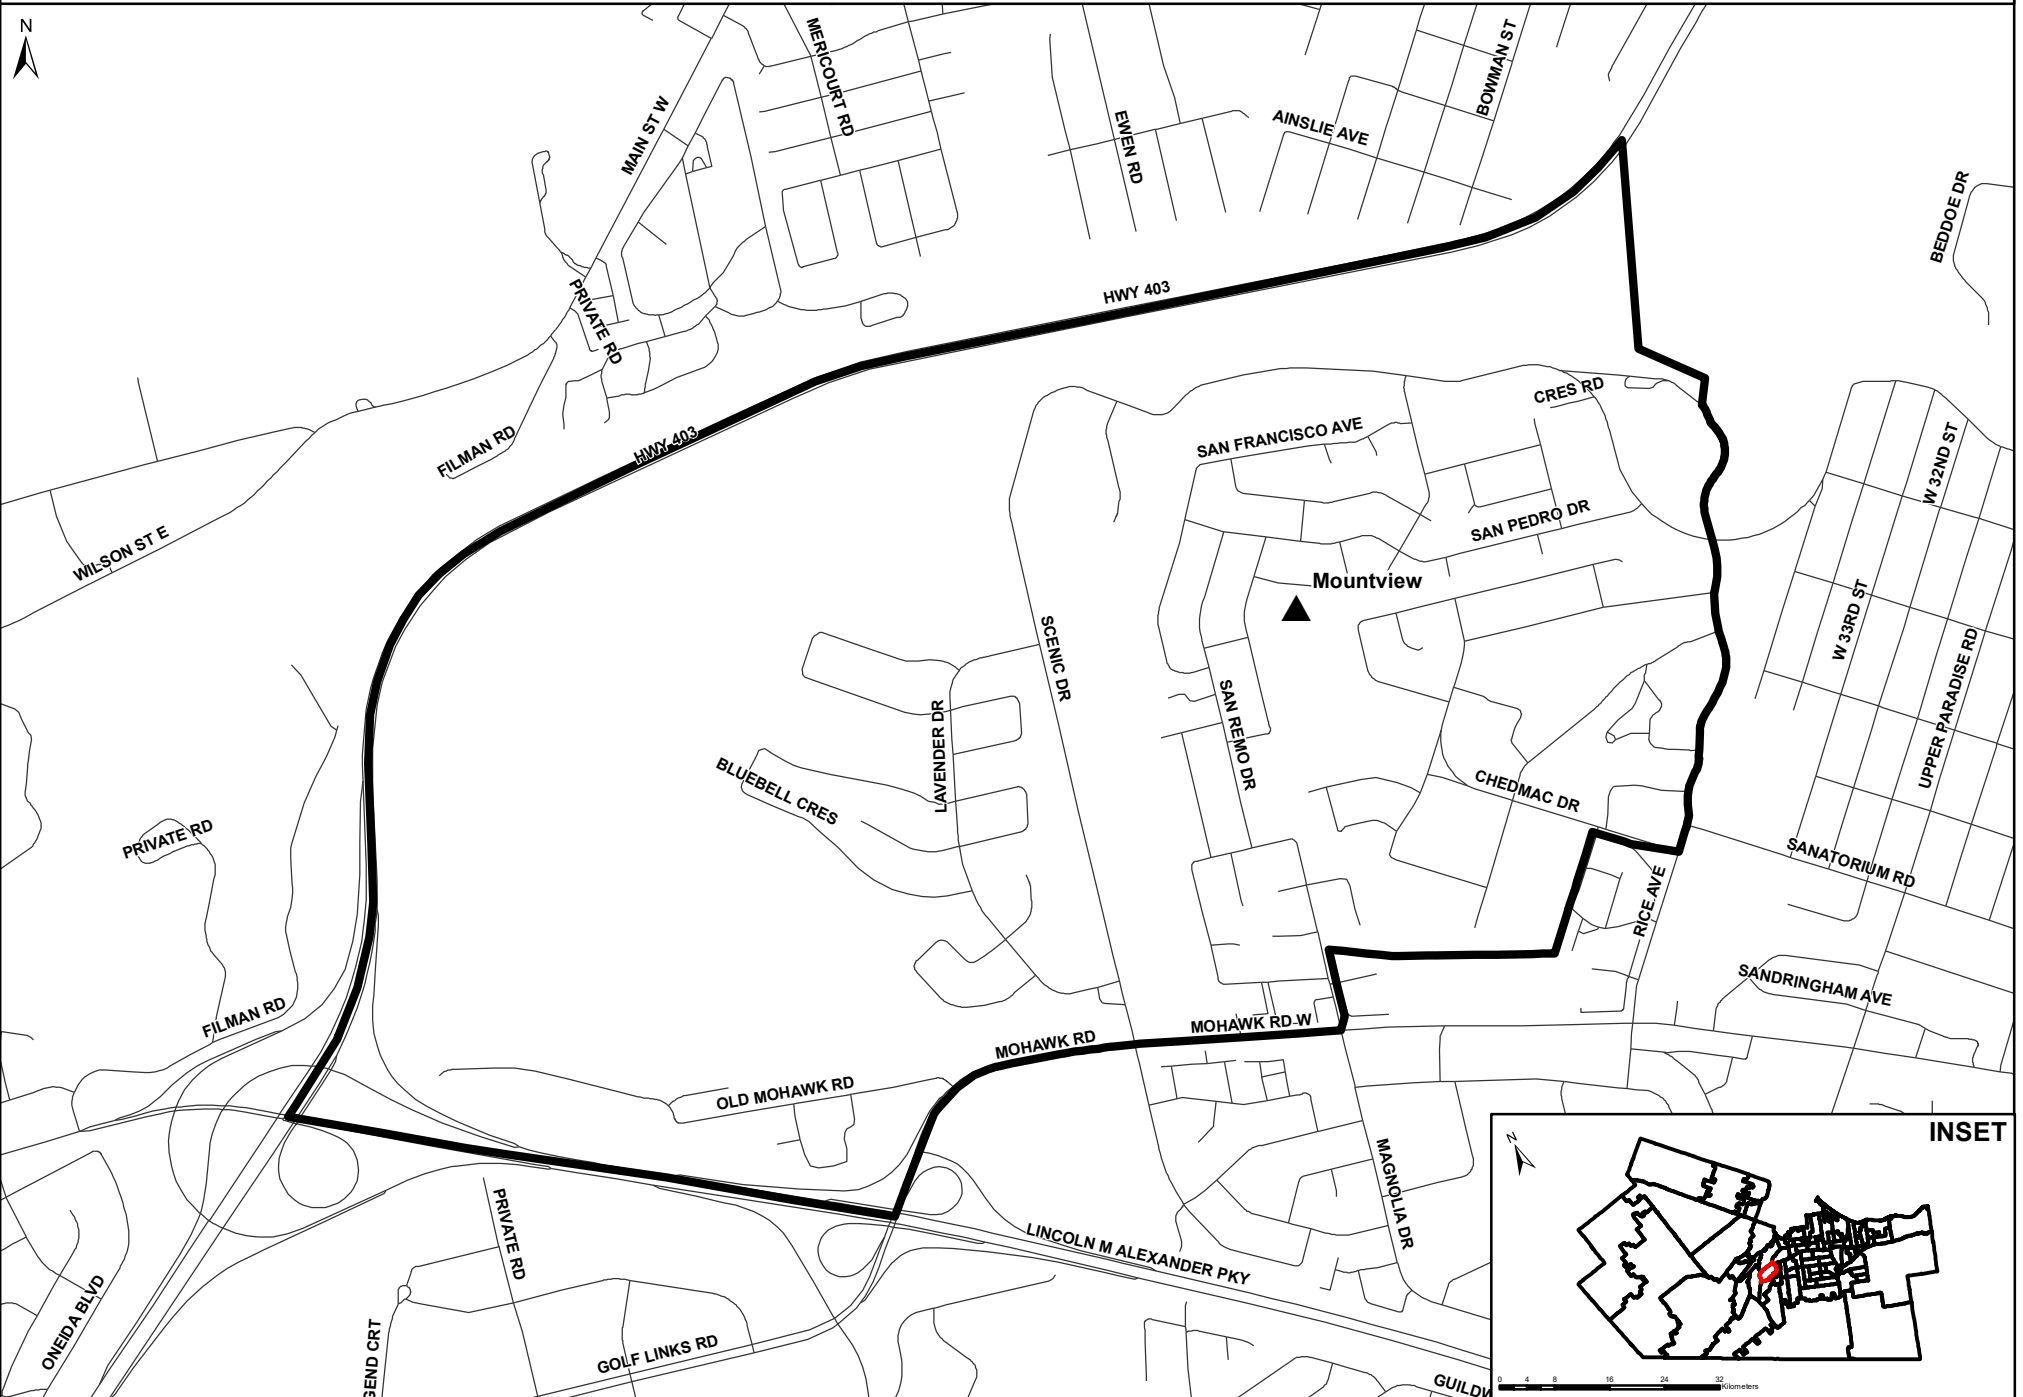 N
MERICOURT RD
BOWMAN ST
MAIN ST W
EWEN RD
AINSLIE AVE
BEDDOE DR
PRIVATE RD
HWY 403
CRES RD
FILMAN RD
HWY 403
SAN FRANCISCO AVE
W 32ND ST
SAN PEDRO DR
WILSON ST E
Mountview
W 33RD ST
SCENIC DR
UPPER PARADISE RD
SAN REMO DR
LAVENDER DR
BLUEBELL CRES
CHEDMAC DR
PRIVATE RD
SANATORIUM RD
RICE AVE
SANDRINGHAM AVE
FILMAN RD
MOHAWK RD W
MOHAWK RD
OLD MOHAWK RD
INSET
N
MAGNOLIA DR
PRIVATE RD
LINCOLN M ALEXANDER PKY
ONEIDA BLVD
GOLF LINKS RD
GEND CRT
GUILDW
0 4 8 16 24 32
Kilometers